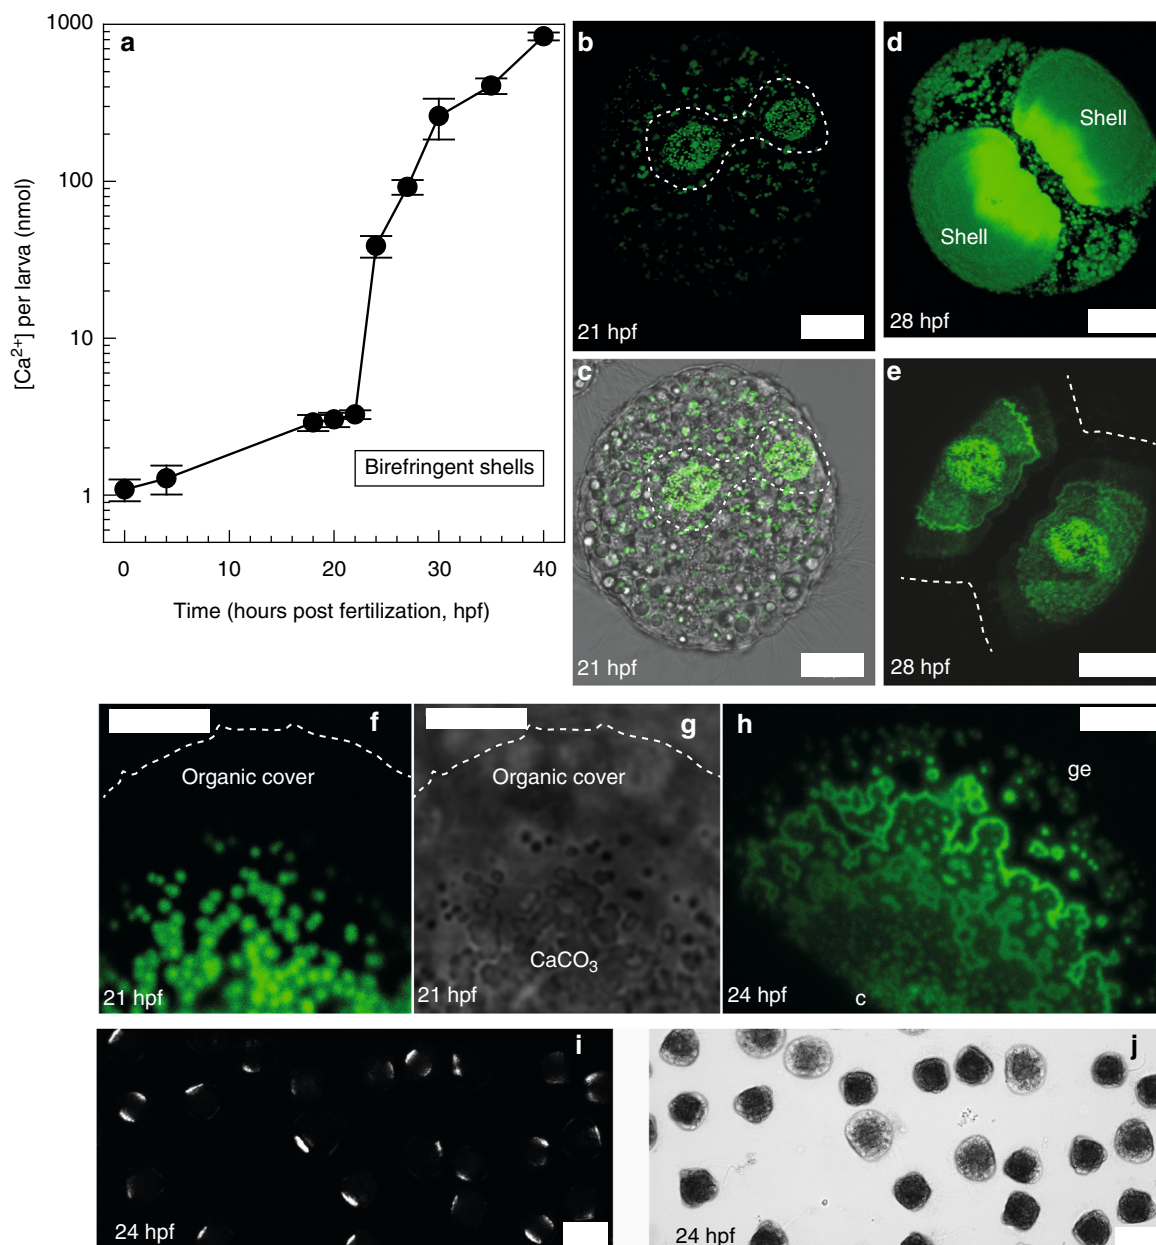 a
1000
100
10
1
[Ca²⁺] per larva (nmol)
Birefringent shells
0
10
20
30
40
Time (hours post fertilization, hpf)
b
21 hpf
d
Shell
Shell
28 hpf
c
21 hpf
e
28 hpf
f
Organic cover
21 hpf
g
Organic cover
CaCO₃
21 hpf
h
ge
24 hpf
c
i
24 hpf
j
24 hpf